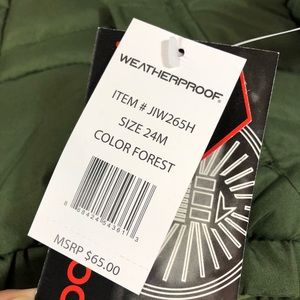 WEATHERPROOF®
ITEM # JIW265H
SIZE 24M
COLOR FOREST
MSRP $65.00